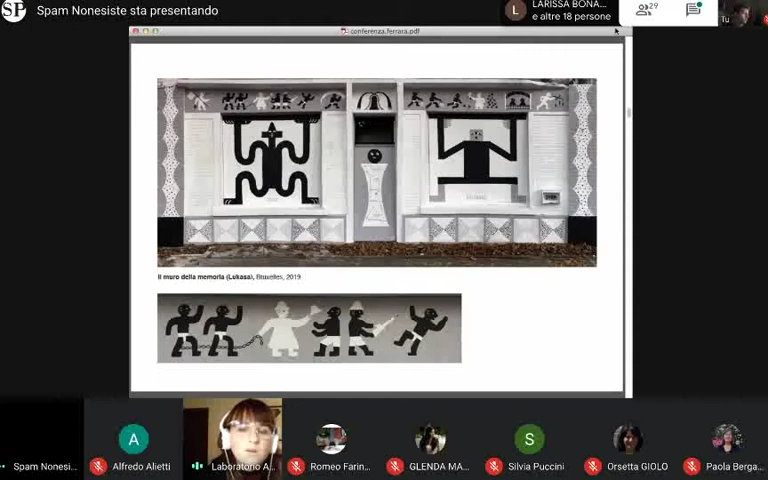 SP
Spam Nonesiste sta presentando
L
LARISSA BONA...
e altre 18 persone
29
Tu
conferenza.ferrara.pdf
Il muro della memoria (Lukasa), Bruxelles, 2019
Spam Nonesi...
A
Alfredo Alietti
Laboratorio A...
Romeo Farin...
GLENDA MA...
S
Silvia Puccini
Orsetta GIOLO
Paola Berga...